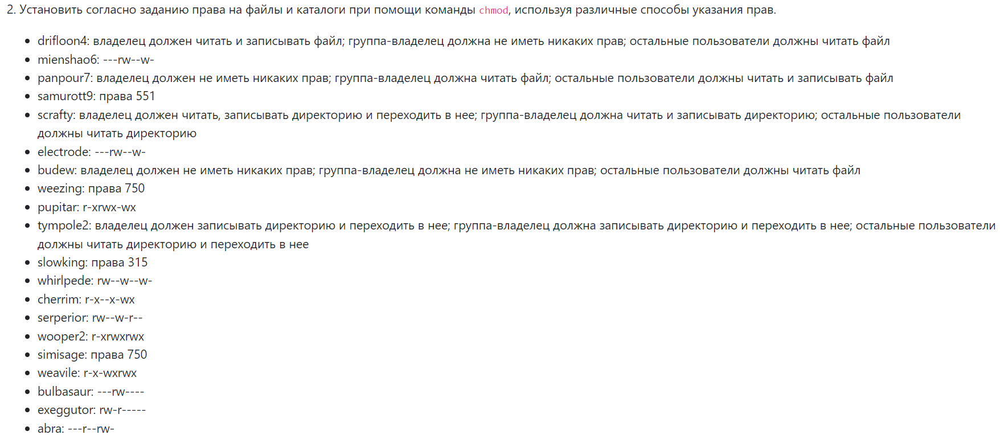 2. Установить согласно заданию права на файлы и каталоги при помощи команды chmod, используя различные способы указания прав.
• drifloon4: владелец должен читать и записывать файл; группа-владелец должна не иметь никаких прав; остальные пользователи должны читать файл
• mienshao6: ---rw--w-
• panpour7: владелец должен не иметь никаких прав; группа-владелец должна читать файл; остальные пользователи должны читать и записывать файл
• samurott9: права 551
• scrafty: владелец должен читать, записывать директорию и переходить в нее; группа-владелец должна читать и записывать директорию; остальные пользователи
должны читать директорию
• electrode: ---rw--w-
• budew: владелец должен не иметь никаких прав; группа-владелец должна не иметь никаких прав; остальные пользователи должны читать файл
• weezing: права 750
• pupitar: r-xrwx-wx
• tympole2: владелец должен записывать директорию и переходить в нее; группа-владелец должна записывать директорию и переходить в нее; остальные пользователи
должны читать директорию и переходить в нее
• slowking: права 315
• whirlpede: rw--w--w-
• cherrim: r-x--x-wx
• serperior: rw--w-r--
• wooper2: r-xrwxrwx
• simisage: права 750
• weavile: r-x-wxrwx
• bulbasaur: ---rw----
• exeggutor: rw-r-----
• abra: ---r--rw-